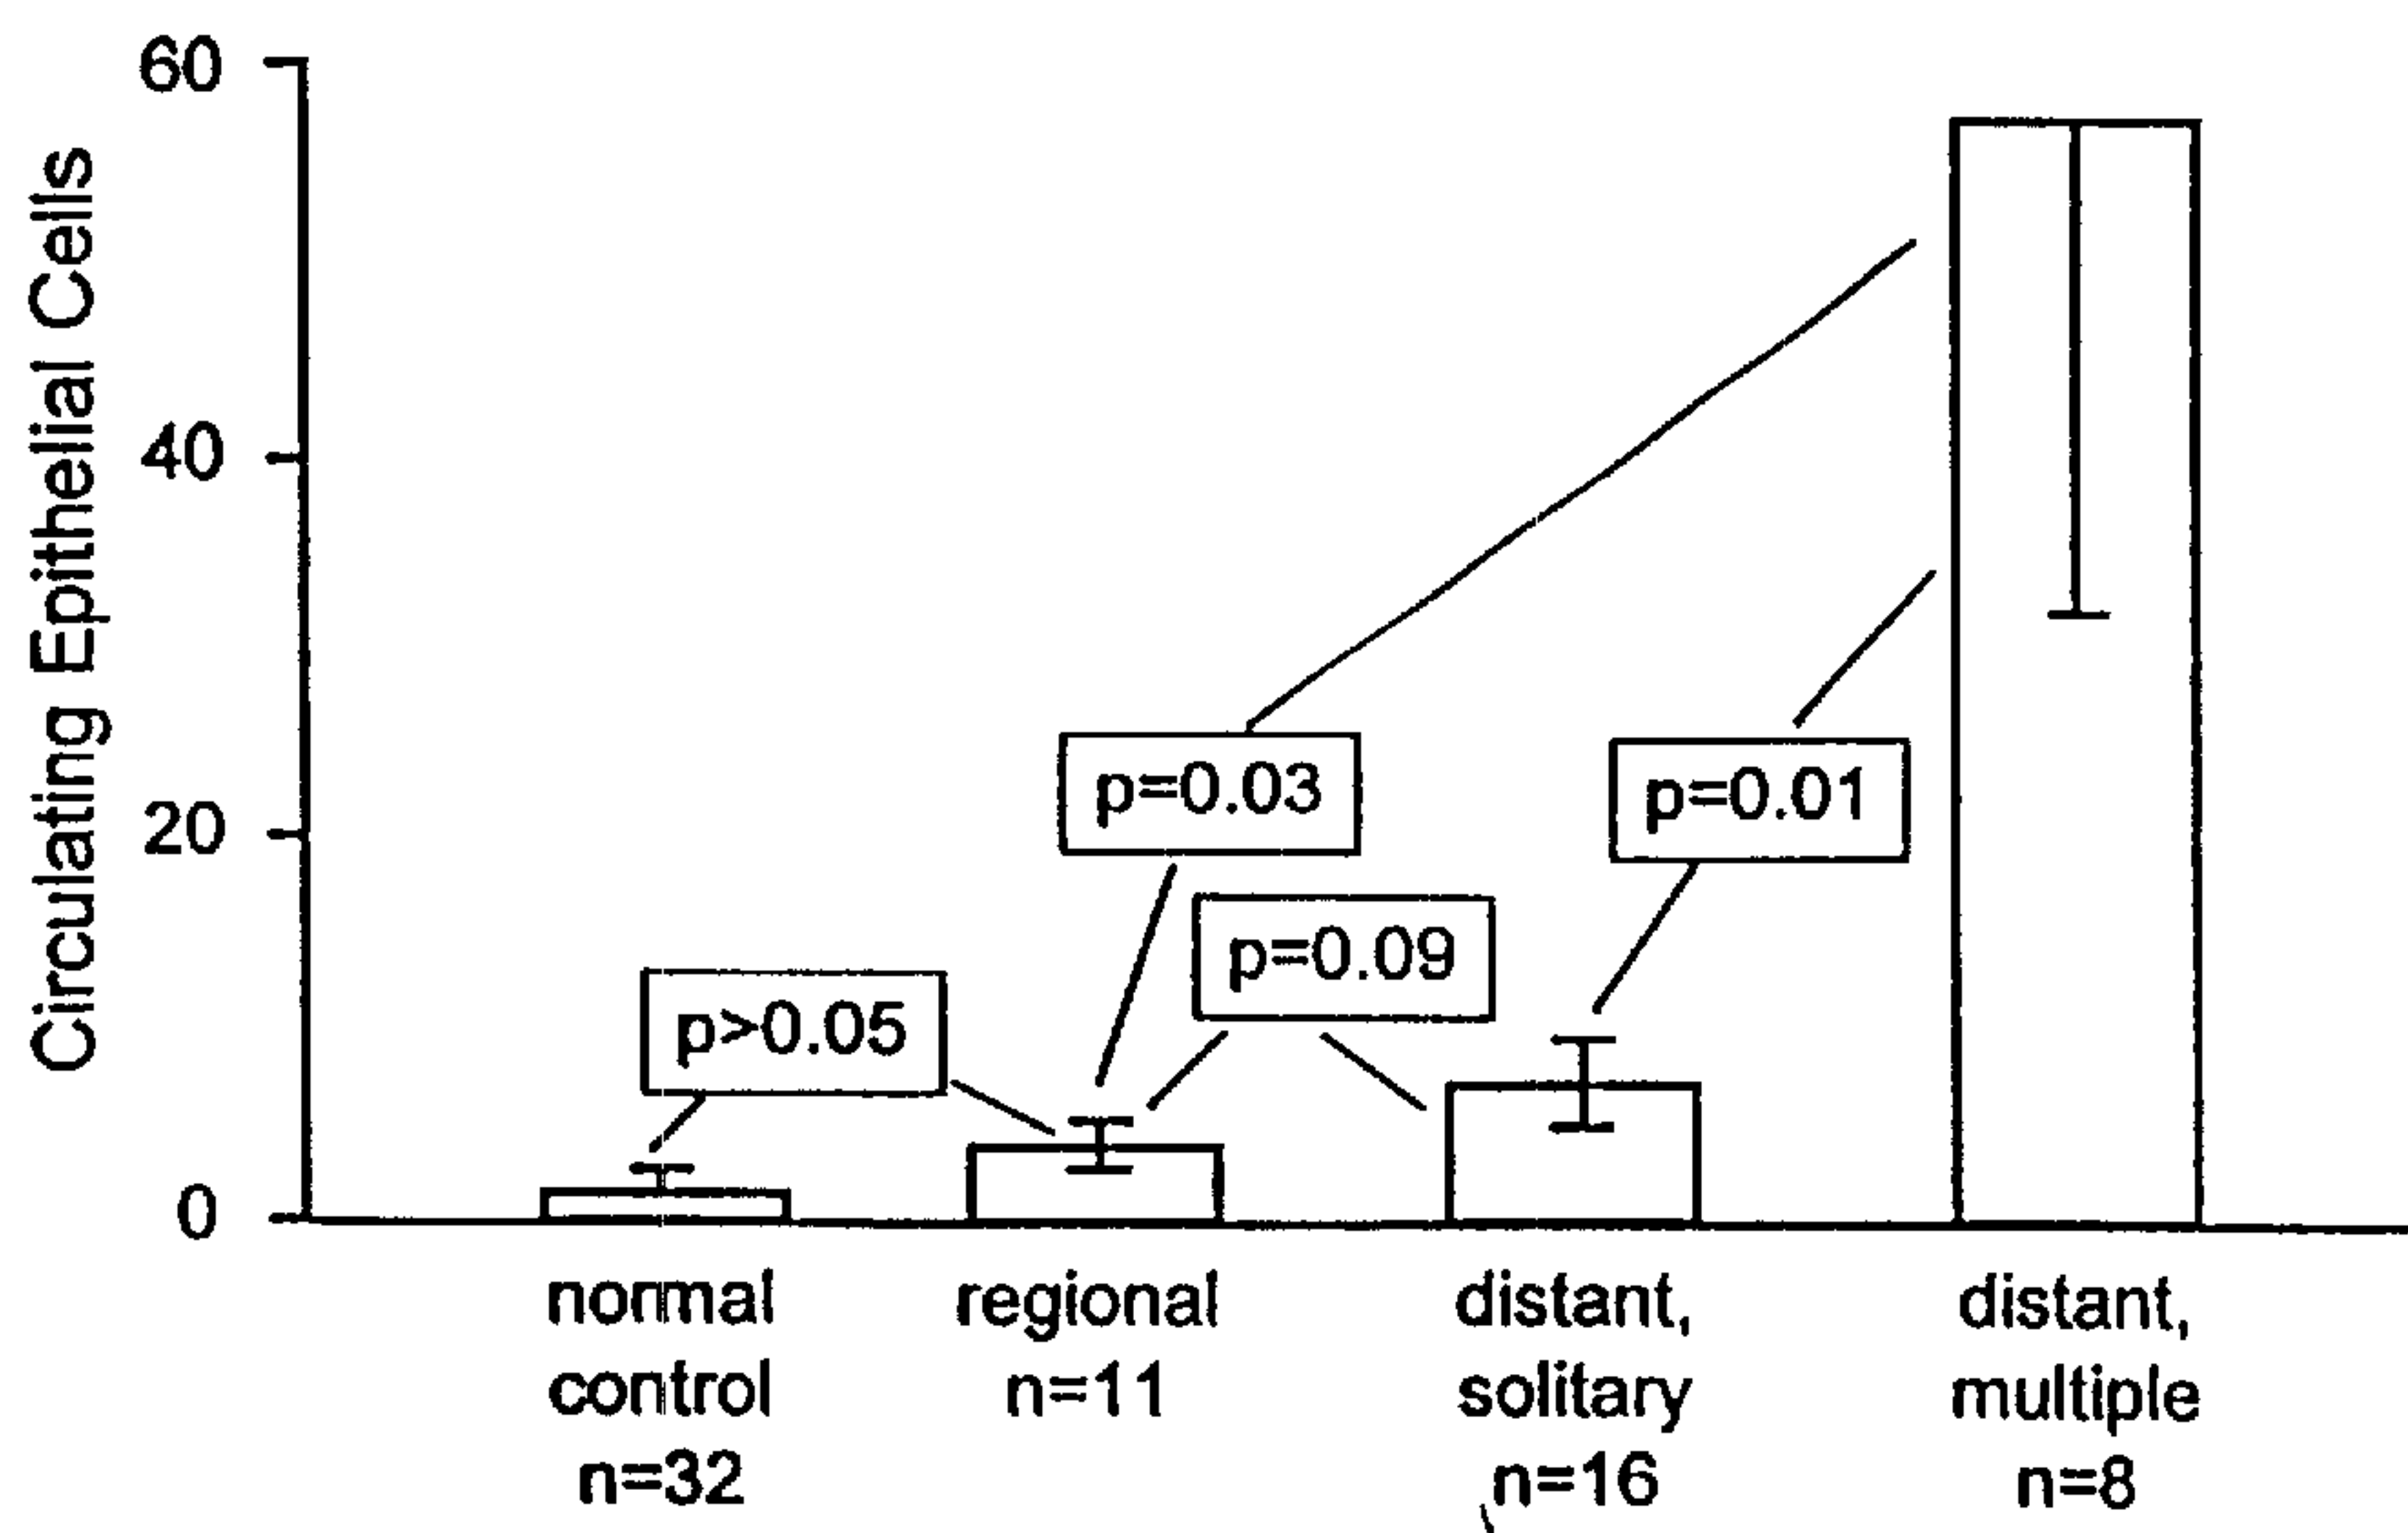 Circulating Epithelial Cells
60
40
20
0
p=0.03
p=0.01
p=0.09
p>0.05
normal
control
n=32
regional
n=11
distant,
solitary
n=16
distant,
multiple
n=8